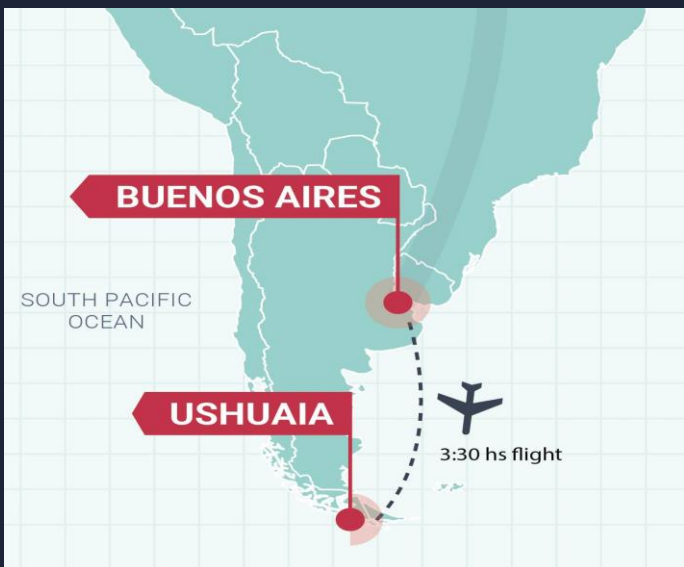 BUENOS AIRES
SOUTH PACIFIC
OCEAN
USHUAIA
3:30 hs flight